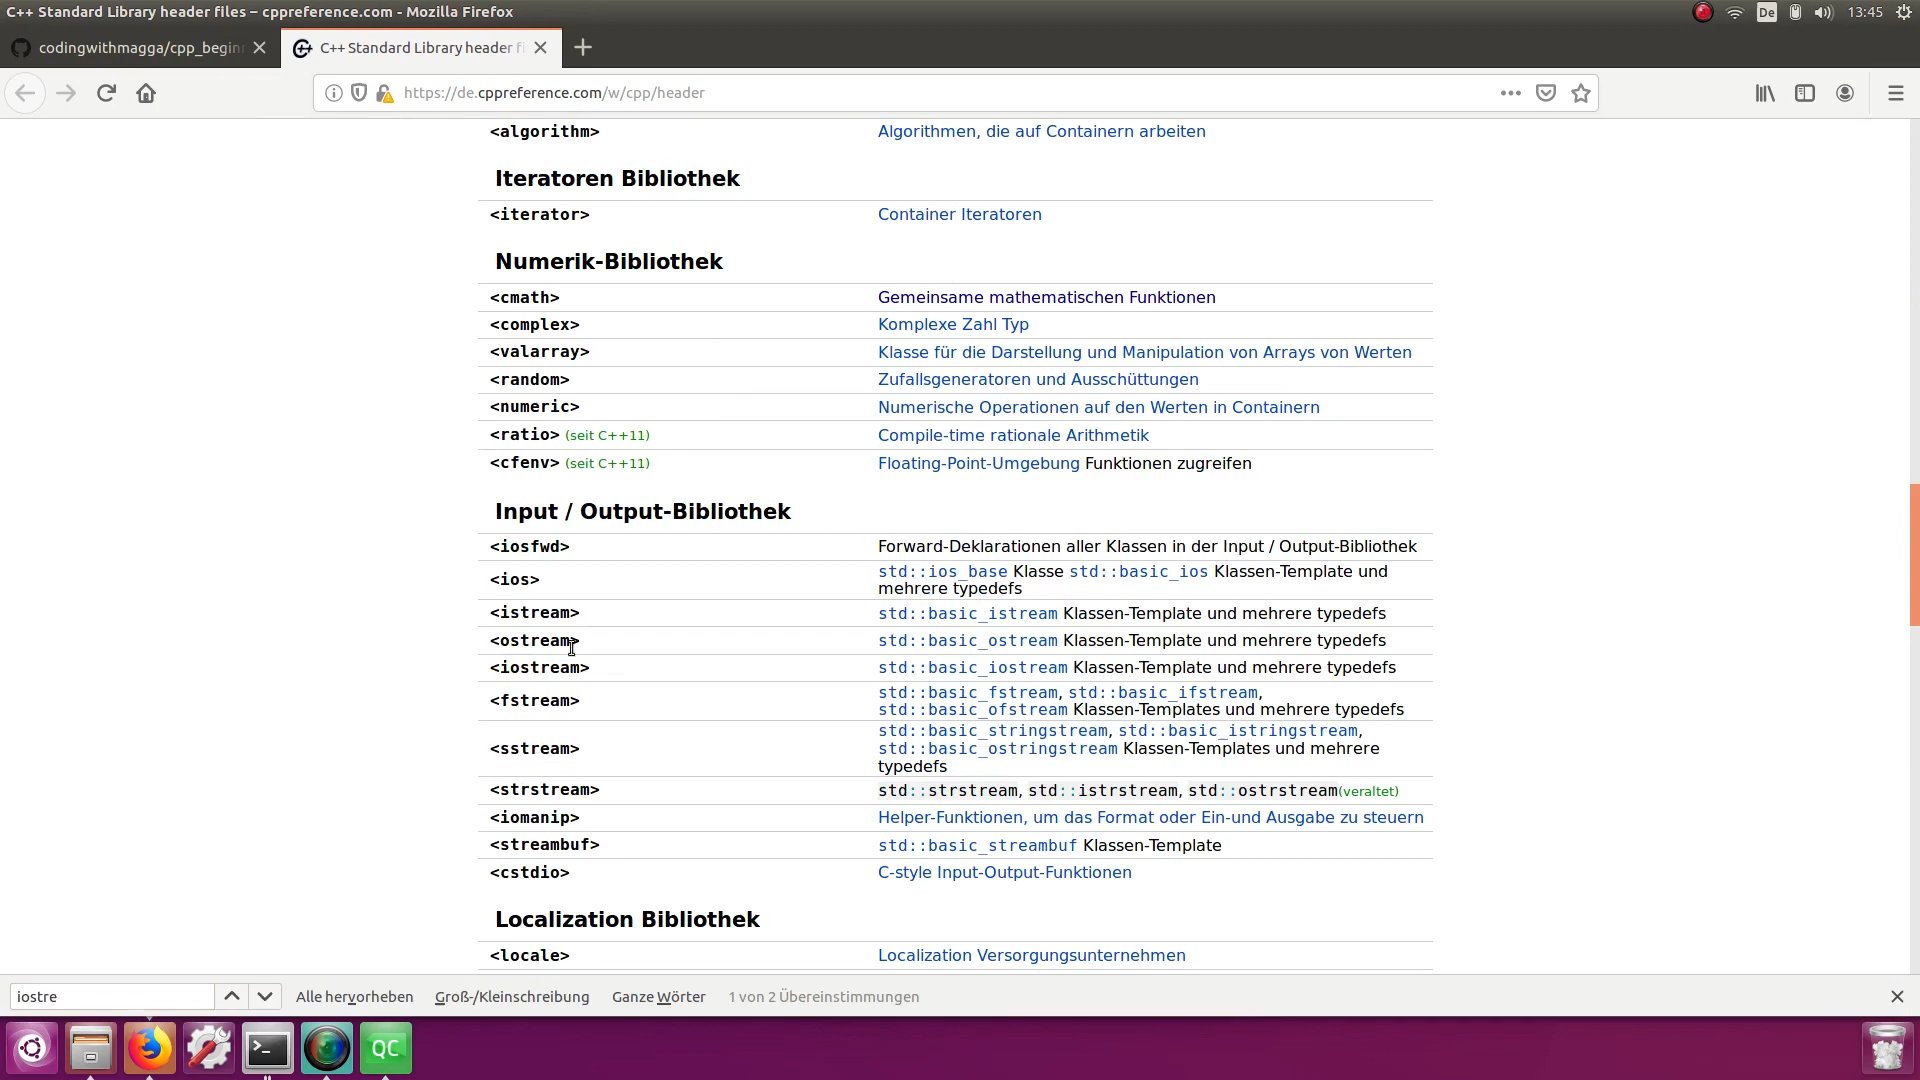 C++ Standard Library header files – cppreference.com - Mozilla Firefox
De
13:45
codingwithmagga/cpp_beginn
C++ Standard Library header f
https://de.cppreference.com/w/cpp/header
<algorithm> Algorithmen, die auf Containern arbeiten
Iteratoren Bibliothek
<iterator> Container Iteratoren
Numerik-Bibliothek
<cmath> Gemeinsame mathematischen Funktionen
<complex> Komplexe Zahl Typ
<valarray> Klasse für die Darstellung und Manipulation von Arrays von Werten
<random> Zufallsgeneratoren und Ausschüttungen
<numeric> Numerische Operationen auf den Werten in Containern
<ratio> (seit C++11) Compile-time rationale Arithmetik
<cfenv> (seit C++11) Floating-Point-Umgebung Funktionen zugreifen
Input / Output-Bibliothek
<iosfwd> Forward-Deklarationen aller Klassen in der Input / Output-Bibliothek
<ios> std::ios_base Klasse std::basic_ios Klassen-Template und
mehrere typedefs
<istream> std::basic_istream Klassen-Template und mehrere typedefs
<ostream> std::basic_ostream Klassen-Template und mehrere typedefs
<iostream> std::basic_iostream Klassen-Template und mehrere typedefs
<fstream> std::basic_fstream, std::basic_ifstream,
std::basic_ofstream Klassen-Templates und mehrere typedefs
<sstream> std::basic_stringstream, std::basic_istringstream,
std::basic_ostringstream Klassen-Templates und mehrere
typedefs
<strstream> std::strstream, std::istrstream, std::ostrstream(veraltet)
<iomanip> Helper-Funktionen, um das Format oder Ein-und Ausgabe zu steuern
<streambuf> std::basic_streambuf Klassen-Template
<cstdio> C-style Input-Output-Funktionen
Localization Bibliothek
<locale> Localization Versorgungsunternehmen
iostre
Alle hervorheben
Groß-/Kleinschreibung
Ganze Wörter
1 von 2 Übereinstimmungen
QC